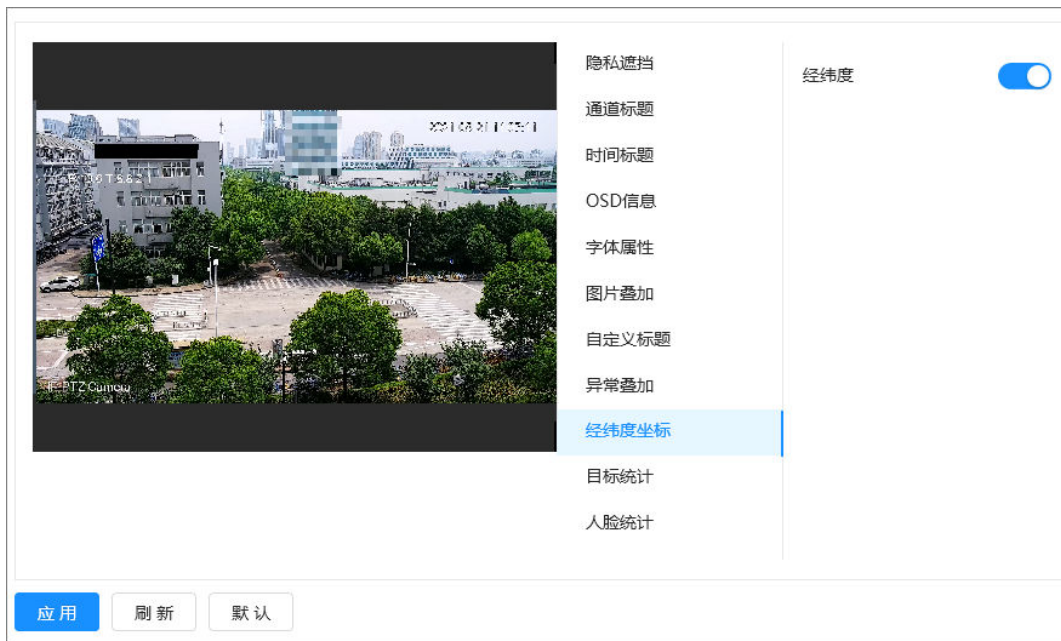 隐私遮挡
经纬度
通道标题
时间标题
OSD信息
字体属性
图片叠加
自定义标题
异常叠加
经纬度坐标
目标统计
人脸统计
PTZ Camera
应用
刷新
默认